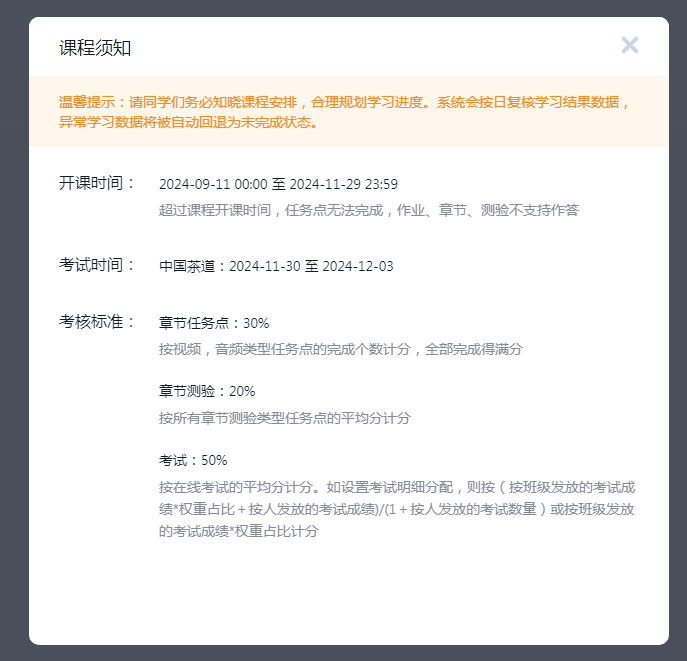 课程须知
温馨提示：请同学们务必知晓课程安排，合理规划学习进度。系统会按日复核学习结果数据，
异常学习数据将被自动回退为未完成状态。
开课时间： 2024-09-11 00:00 至 2024-11-29 23:59
超过课程开课时间，任务点无法完成，作业、章节、测验不支持作答
考试时间： 中国茶道：2024-11-30 至 2024-12-03
考核标准： 章节任务点：30%
按视频，音频类型任务点的完成个数计分，全部完成得满分
章节测验：20%
按所有章节测验类型任务点的平均分计分
考试：50%
按在线考试的平均分计分。如设置考试明细分配，则按（按班级发放的考试成
绩*权重占比＋按人发放的考试成绩)/(1＋按人发放的考试数量）或按班级发放
的考试成绩*权重占比计分